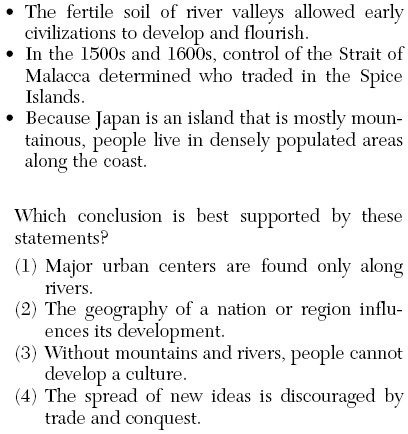 • The fertile soil of river valleys allowed early
civilizations to develop and flourish.
• In the 1500s and 1600s, control of the Strait of
Malacca determined who traded in the Spice
Islands.
• Because Japan is an island that is mostly moun-
tainous, people live in densely populated areas
along the coast.
Which conclusion is best supported by these
statements?
(1) Major urban centers are found only along
rivers.
(2) The geography of a nation or region influ-
ences its development.
(3) Without mountains and rivers, people cannot
develop a culture.
(4) The spread of new ideas is discouraged by
trade and conquest.